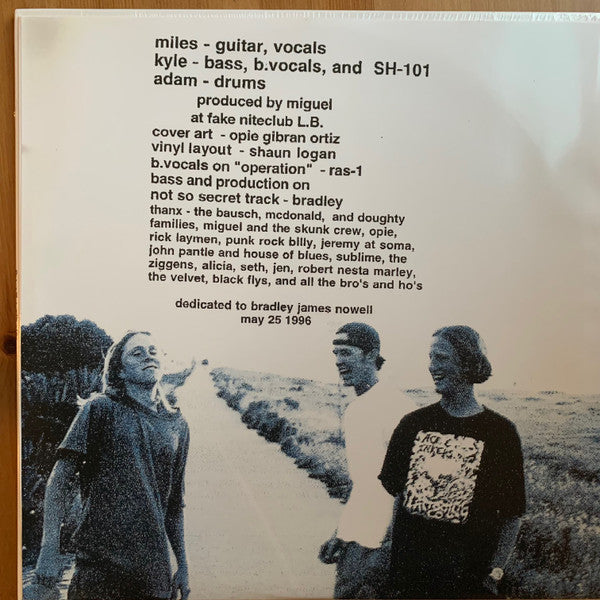 miles - guitar, vocals
kyle - bass, b.vocals, and SH-101
adam - drums
produced by miguel
at fake niteclub L.B.
cover art - opie gibran ortiz
vinyl layout - shaun logan
b.vocals on "operation" - ras-1
bass and production on
not so secret track - bradley
thanx - the bausch, mcdonald, and doughty
families, miguel and the skunk crew, opie,
rick laymen, punk rock billy, jeremy at soma,
john pantle and house of blues, sublime, the
ziggens, alicia, seth, jen, robert nesta marley,
the velvet, black flys, and all the bro's and ho's
dedicated to bradley james nowell
may 25 1996